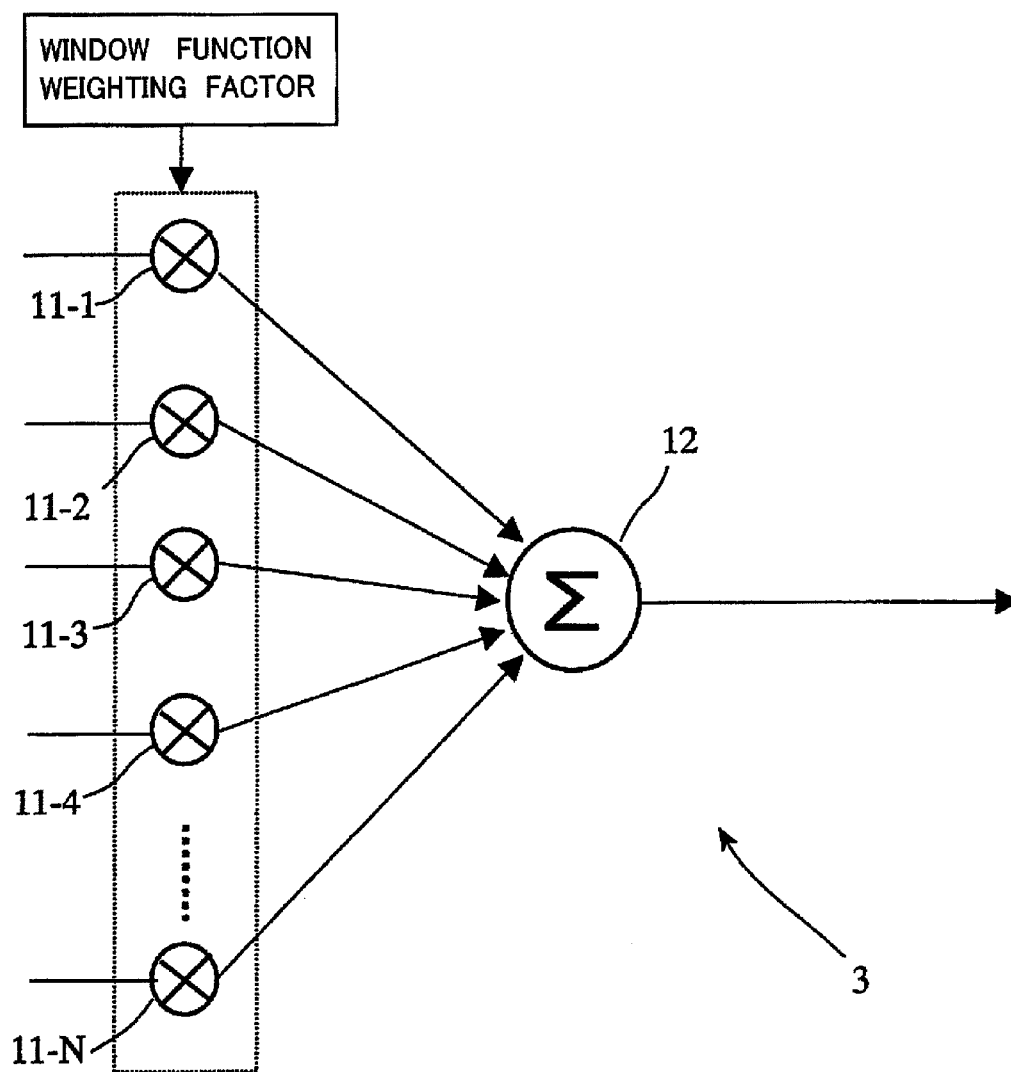 WINDOW FUNCTION
WEIGHTING FACTOR
11-1
11-2
12
11-3
Σ
11-4
3
11-N